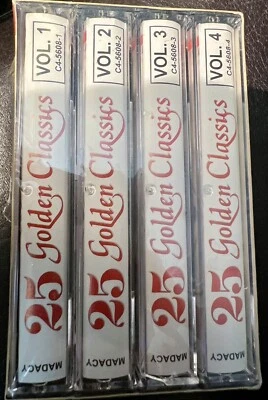 VOL. 1
C4-5608-1
25 Golden Classics
MADACY
VOL. 2
C4-5608-2
25 Golden Classics
MADACY
VOL. 3
C4-5608-3
25 Golden Classics
MADACY
VOL. 4
C4-5608-4
25 Golden Classics
MADACY